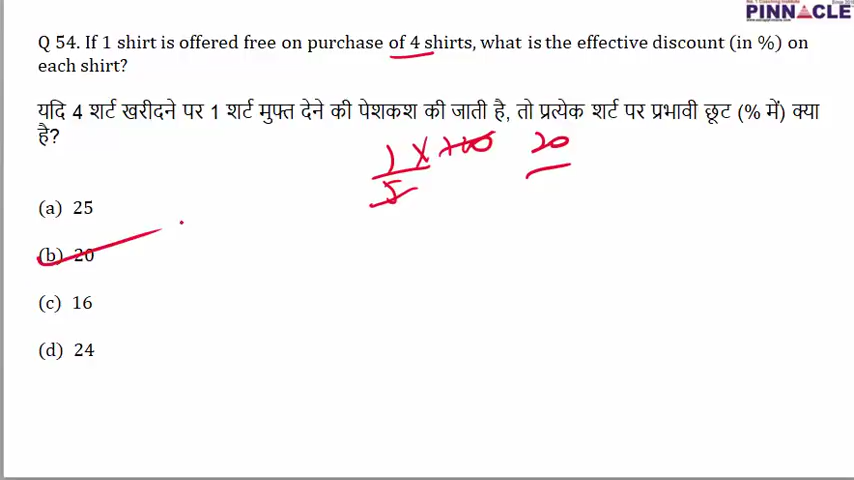 PINNACLE
Q 54. If 1 shirt is offered free on purchase of 4 shirts, what is the effective discount (in %) on
each shirt?
यदि 4 शर्ट खरीदने पर 1 शर्ट मुफ्त देने की पेशकश की जाती है, तो प्रत्येक शर्ट पर प्रभावी छूट (% में) क्या
है?
1 X 100 20
5
(a) 25
(b) 20
(c) 16
(d) 24